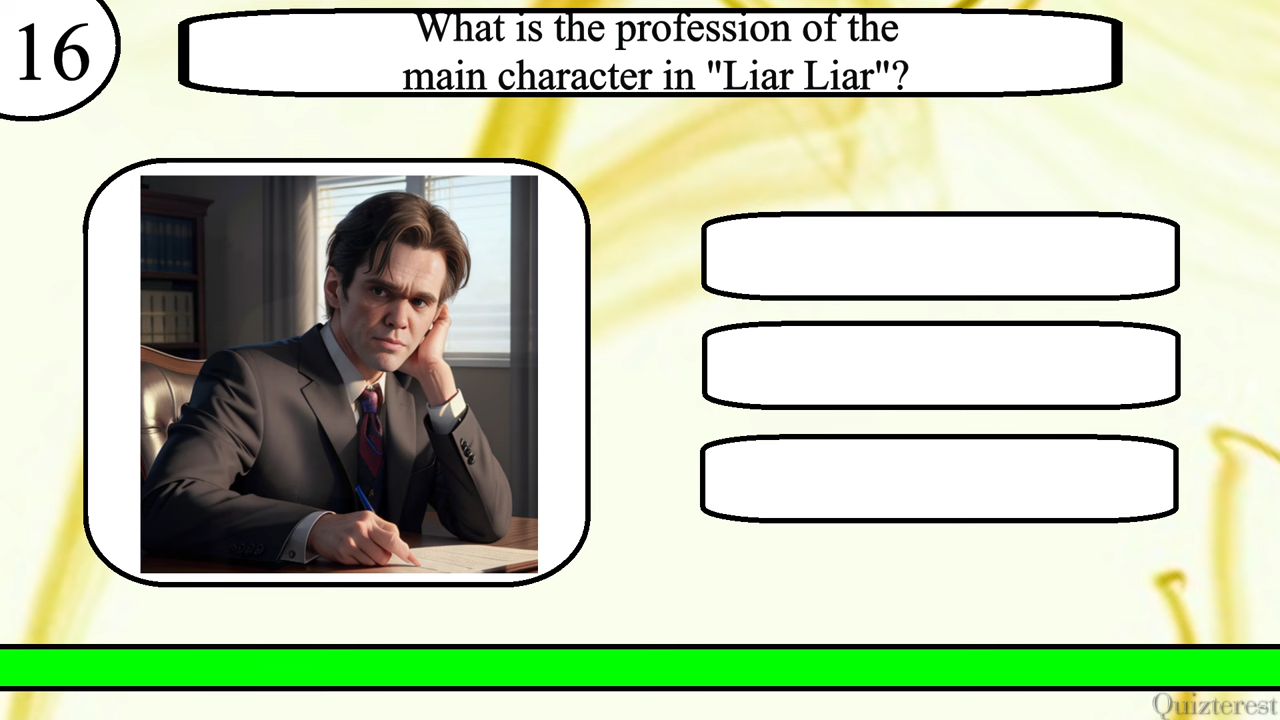 16
What is the profession of the
main character in "Liar Liar"?
Quizterest